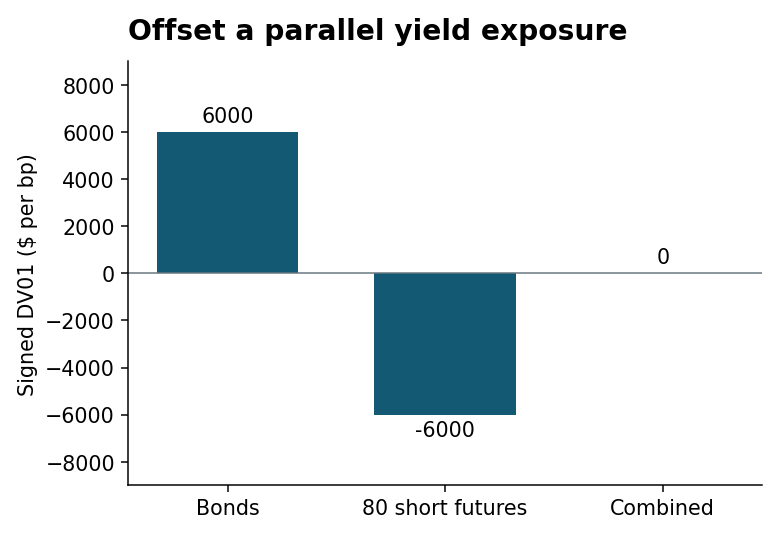 Offset a parallel yield exposure
Signed DV01 ($ per bp)
8000
6000
4000
2000
0
−2000
−4000
−6000
−8000
6000
-6000
0
Bonds
80 short futures
Combined